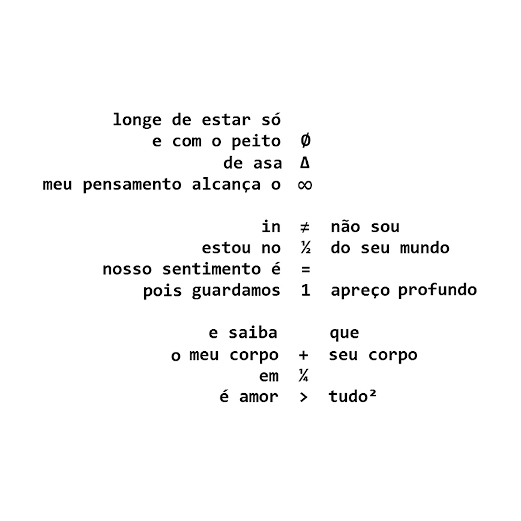 longe de estar só
e com o peito Ø
de asa Δ
meu pensamento alcança o ∞
in ≠ não sou
estou no ½ do seu mundo
nosso sentimento é =
pois guardamos 1 apreço profundo
e saiba que
o meu corpo + seu corpo
em ¼
é amor > tudo²